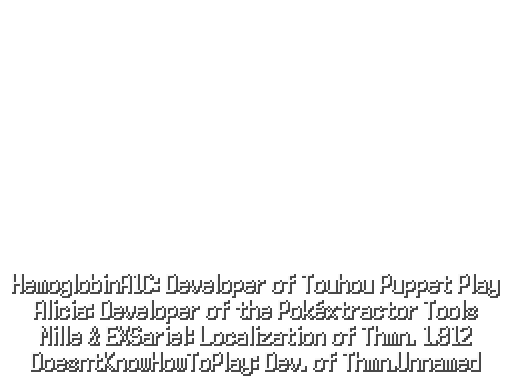 HemoglobinA1C: Developer of Touhou Puppet Play
Alicia: Developer of the Pokéxtractor Tools
Mille & EXSariel: Localization of Thmn. 1.812
DoesntKnowHowToPlay: Dev. of Thmn.Unnamed